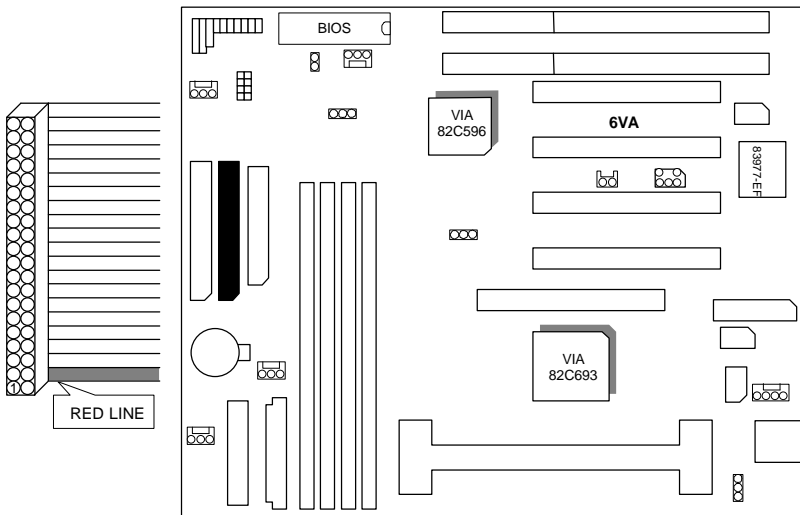 BIOS
VIA
82C596
6VA
83977-EF
VIA
82C693
1
RED LINE